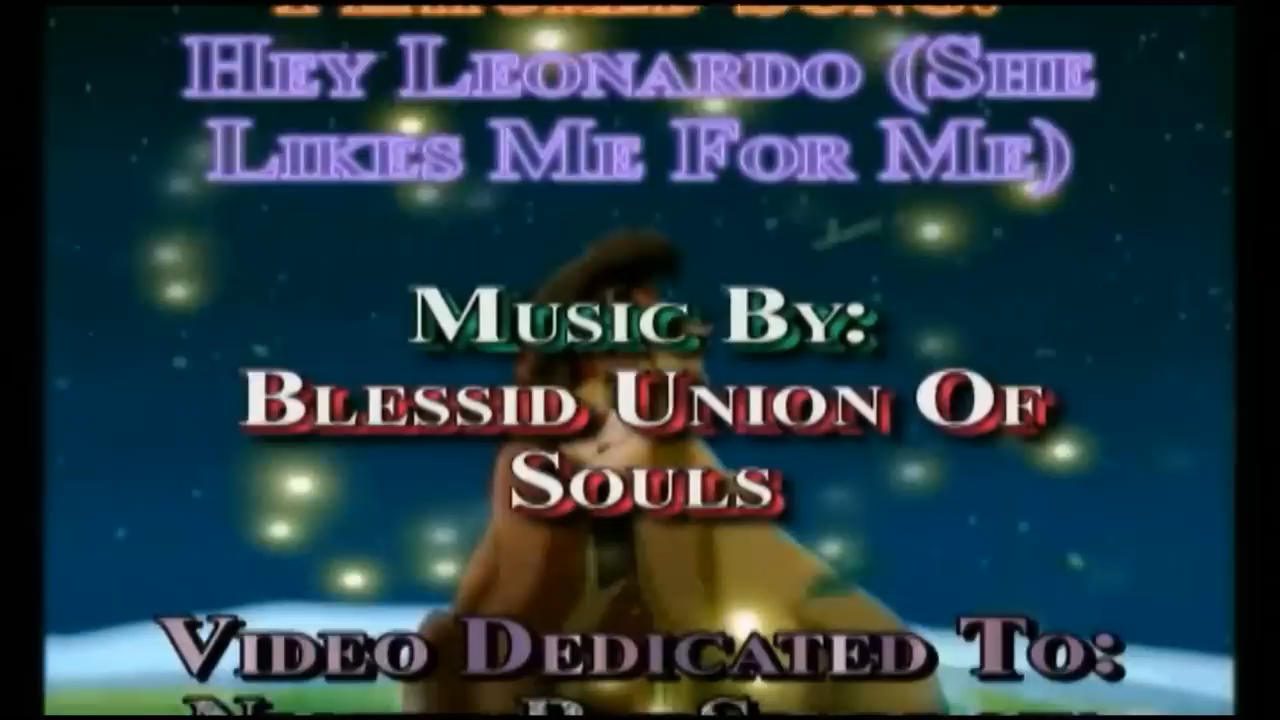 Hey Leonardo (She
Likes Me For Me)
Music By:
Blessid Union Of
Souls
Video Dedicated To: